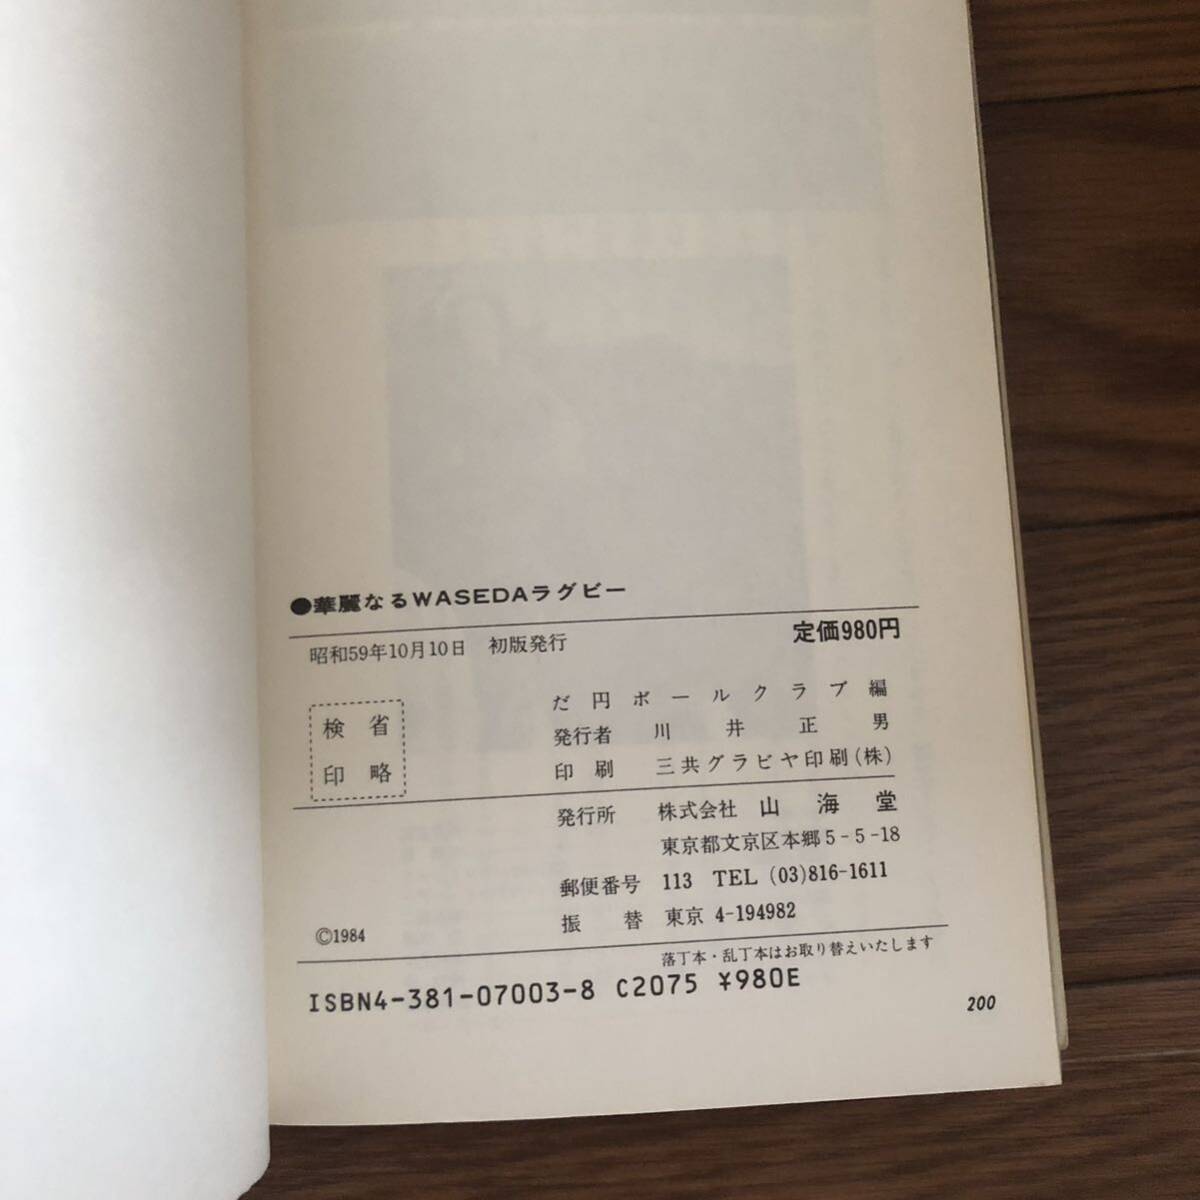 ●華麗なるWASEDAラグビー
定価980円
昭和59年10月10日 初版発行
検省
印略
だ円ボールクラブ編
発行者 川井正男
印刷 三共グラビヤ印刷(株)
発行所 株式会社 山海堂
東京都文京区本郷5-5-18
郵便番号 113 TEL (03)816-1611
振替 東京 4-194982
©1984
落丁本・乱丁本はお取り替えいたします
ISBN4-381-07003-8 C2075 ¥980E
200